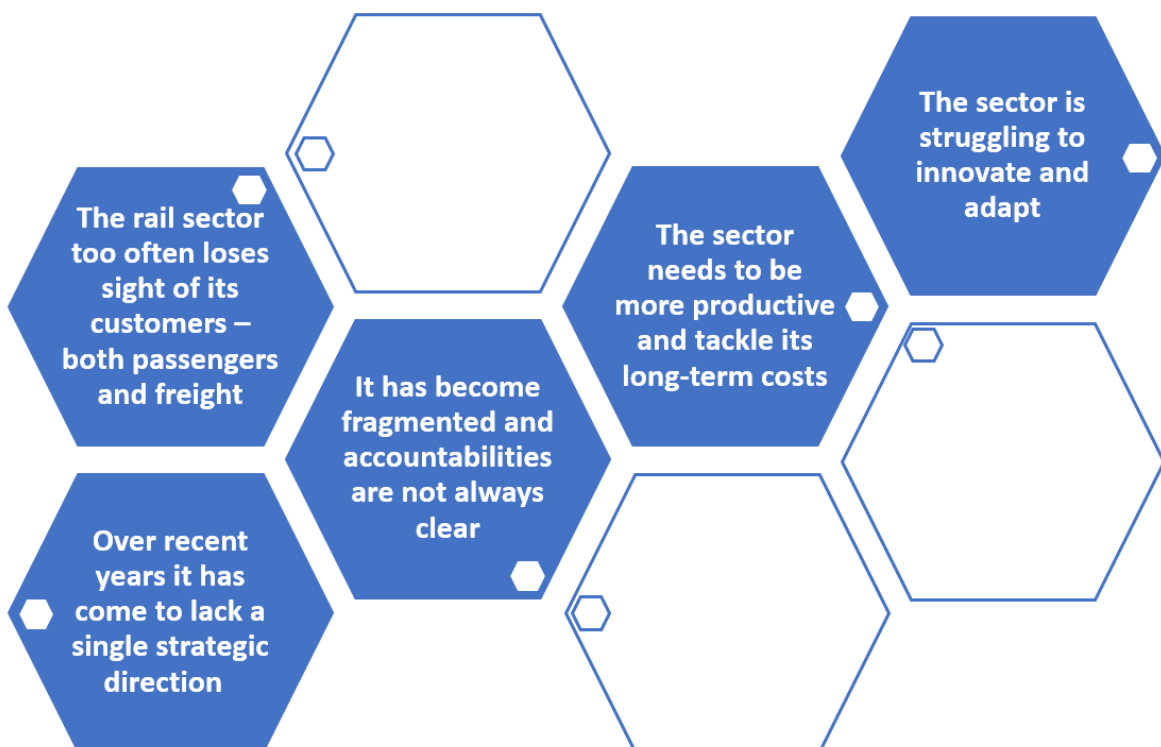 The rail sector
too often loses
sight of its
customers –
both passengers
and freight
Over recent
years it has
come to lack a
single strategic
direction
It has become
fragmented and
accountabilities
are not always
clear
The sector
needs to be
more productive
and tackle its
long-term costs
The sector is
struggling to
innovate and
adapt